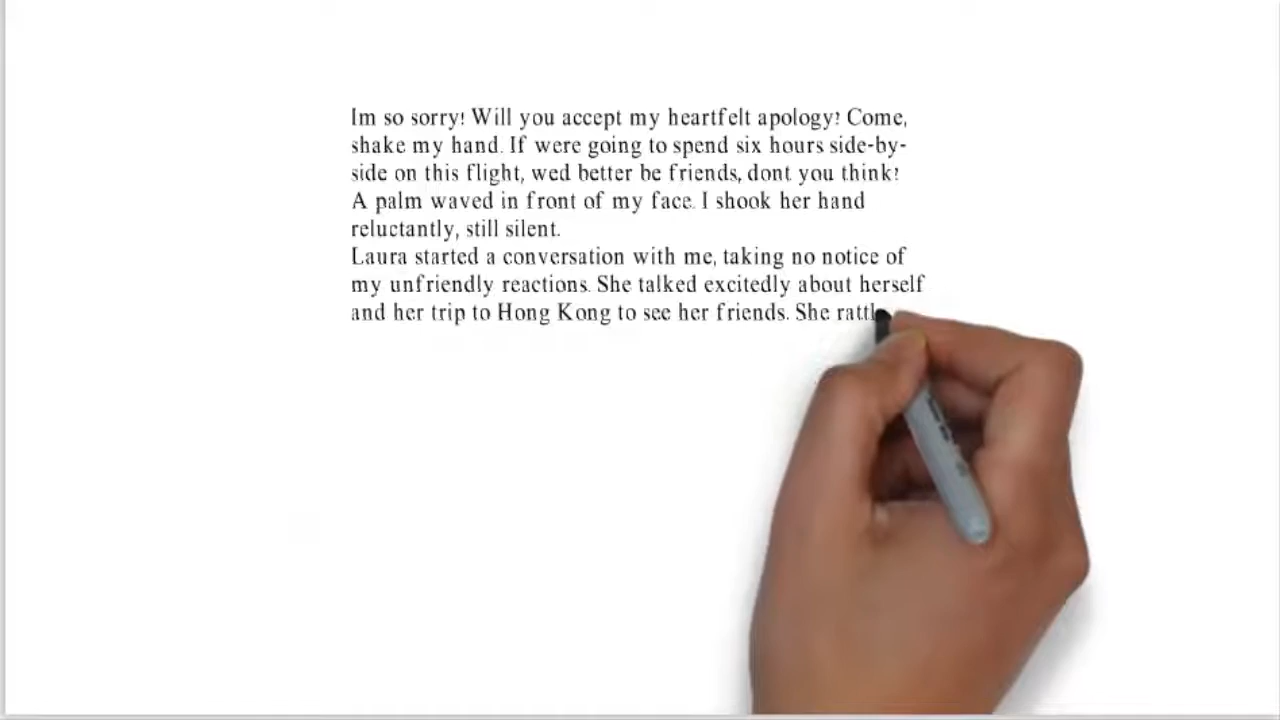 Im so sorry! Will you accept my heartfelt apology? Come,
shake my hand. If were going to spend six hours side-by-
side on this flight, wed better be friends, dont you think?
A palm waved in front of my face. I shook her hand
reluctantly, still silent.
Laura started a conversation with me, taking no notice of
my unfriendly reactions. She talked excitedly about herself
and her trip to Hong Kong to see her friends. She rattl